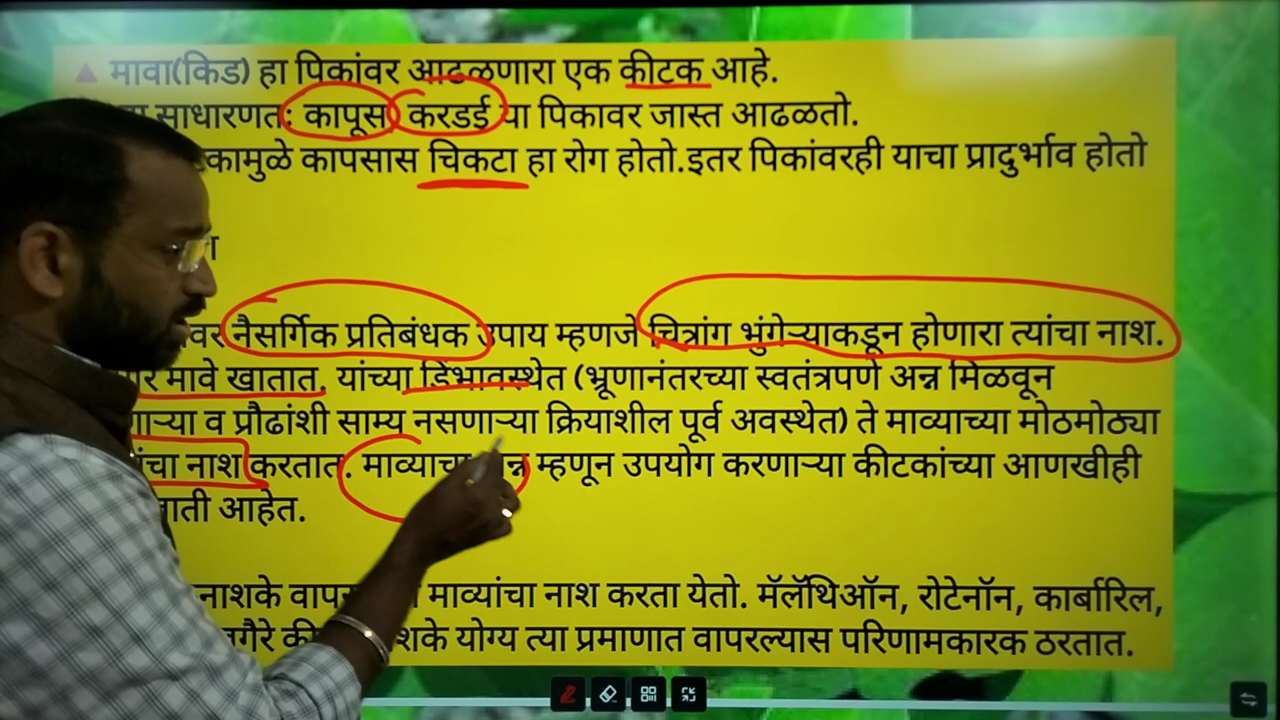 ▲ मावा(किड) हा पिकांवर आढळणारा एक कीटक आहे.
साधारणतः कापूस करडई या पिकावर जास्त आढळतो.
कापसास चिकटा हा रोग होतो.इतर पिकांवरही याचा प्रादुर्भाव होतो
नैसर्गिक प्रतिबंधक उपाय म्हणजे चित्रांग भुंगेऱ्याकडून होणारा त्यांचा नाश.
मावे खातात. यांच्या डिंभावस्थेत (भ्रूणानंतरच्या स्वतंत्रपणे अन्न मिळवून
व प्रौढांशी साम्य नसणाऱ्या क्रियाशील पूर्व अवस्थेत) ते माव्याच्या मोठमोठ्या
नाश करतात. माव्याचा म्हणून उपयोग करणाऱ्या कीटकांच्या आणखीही
आहेत.
माव्यांचा नाश करता येतो. मॅलॅथिऑन, रोटेनॉन, कार्बारिल,
योग्य त्या प्रमाणात वापरल्यास परिणामकारक ठरतात.